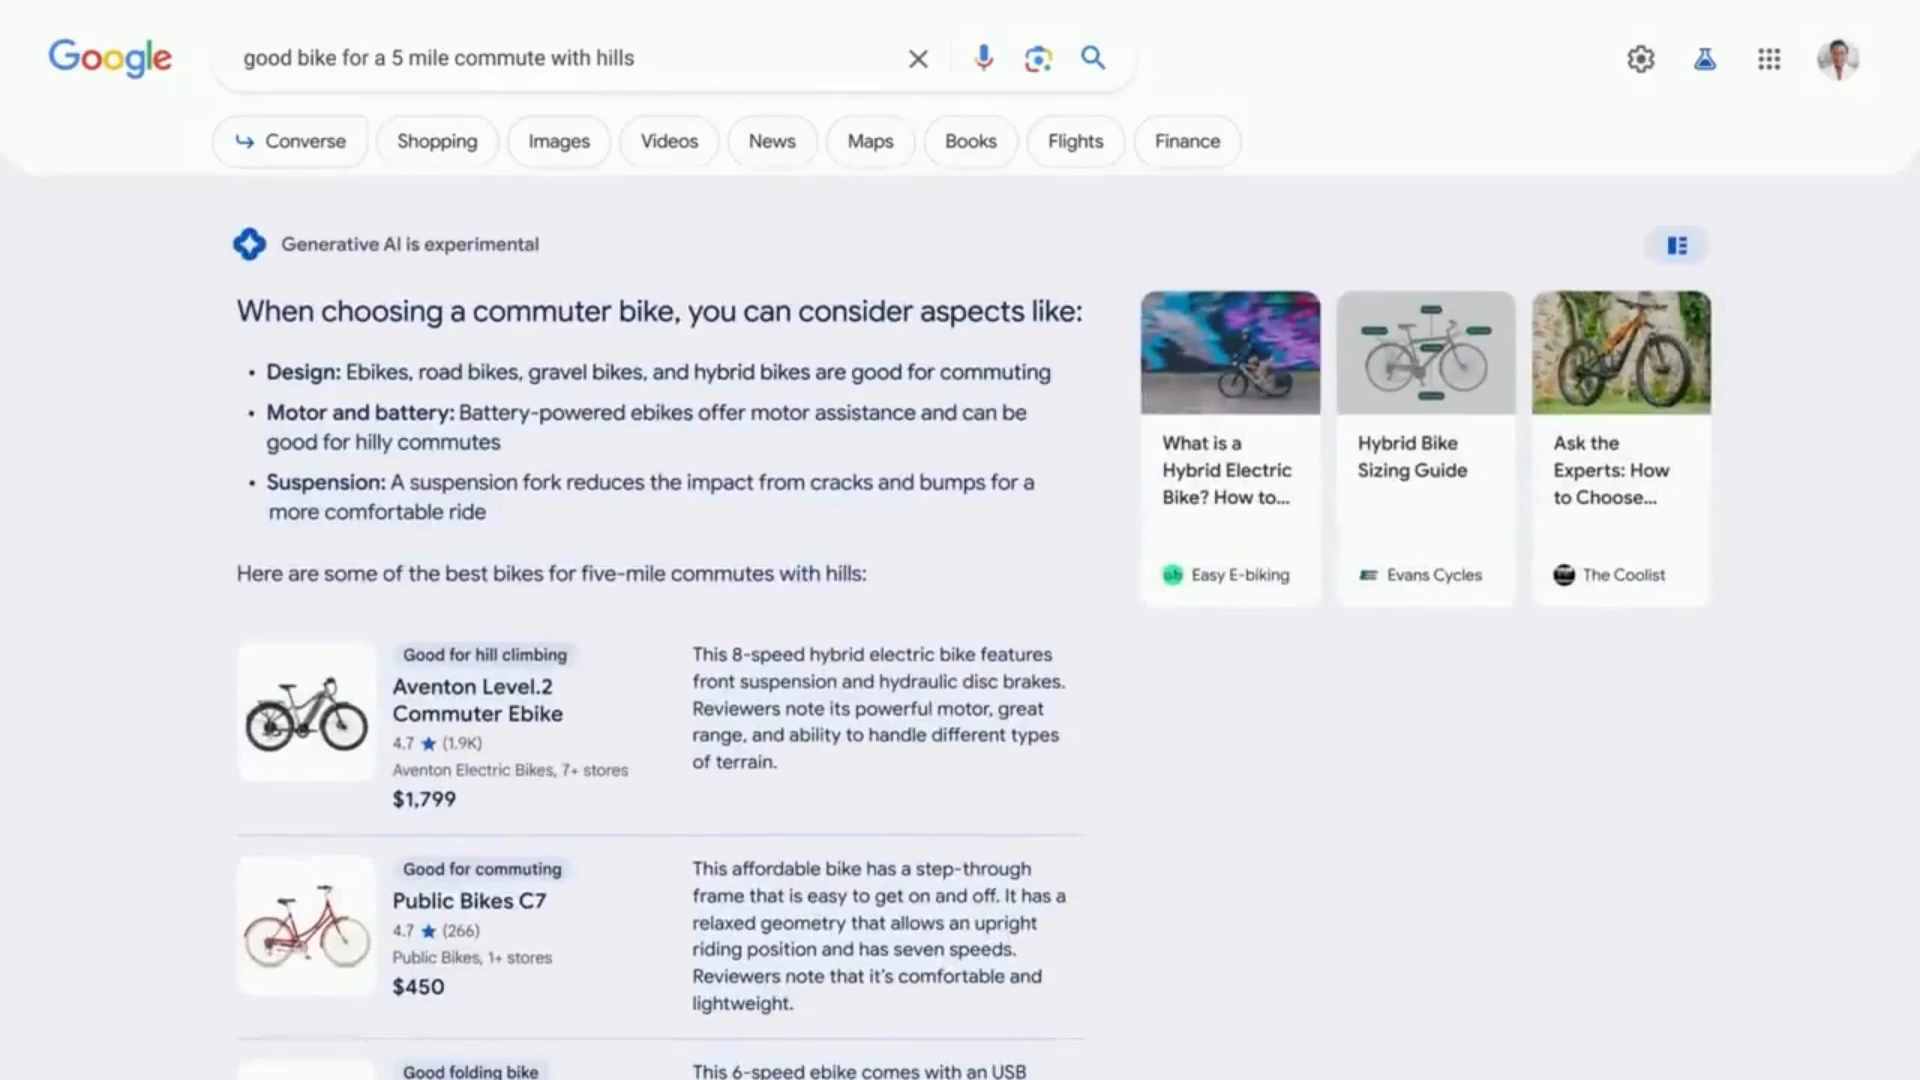 Google
good bike for a 5 mile commute with hills
Converse
Shopping
Images
Videos
News
Maps
Books
Flights
Finance
Generative AI is experimental
When choosing a commuter bike, you can consider aspects like:
• Design: Ebikes, road bikes, gravel bikes, and hybrid bikes are good for commuting
• Motor and battery: Battery-powered ebikes offer motor assistance and can be
good for hilly commutes
• Suspension: A suspension fork reduces the impact from cracks and bumps for a
more comfortable ride
Here are some of the best bikes for five-mile commutes with hills:
What is a
Hybrid Electric
Bike? How to...
Easy E-biking
Hybrid Bike
Sizing Guide
Evans Cycles
Ask the
Experts: How
to Choose...
The Coolist
Good for hill climbing
Aventon Level.2
Commuter Ebike
4.7 ★ (1.9K)
Aventon Electric Bikes, 7+ stores
$1,799
This 8-speed hybrid electric bike features
front suspension and hydraulic disc brakes.
Reviewers note its powerful motor, great
range, and ability to handle different types
of terrain.
Good for commuting
Public Bikes C7
4.7 ★ (266)
Public Bikes, 1+ stores
$450
This affordable bike has a step-through
frame that is easy to get on and off. It has a
relaxed geometry that allows an upright
riding position and has seven speeds.
Reviewers note that it's comfortable and
lightweight.
Good folding bike
This 6-speed ebike comes with an USB